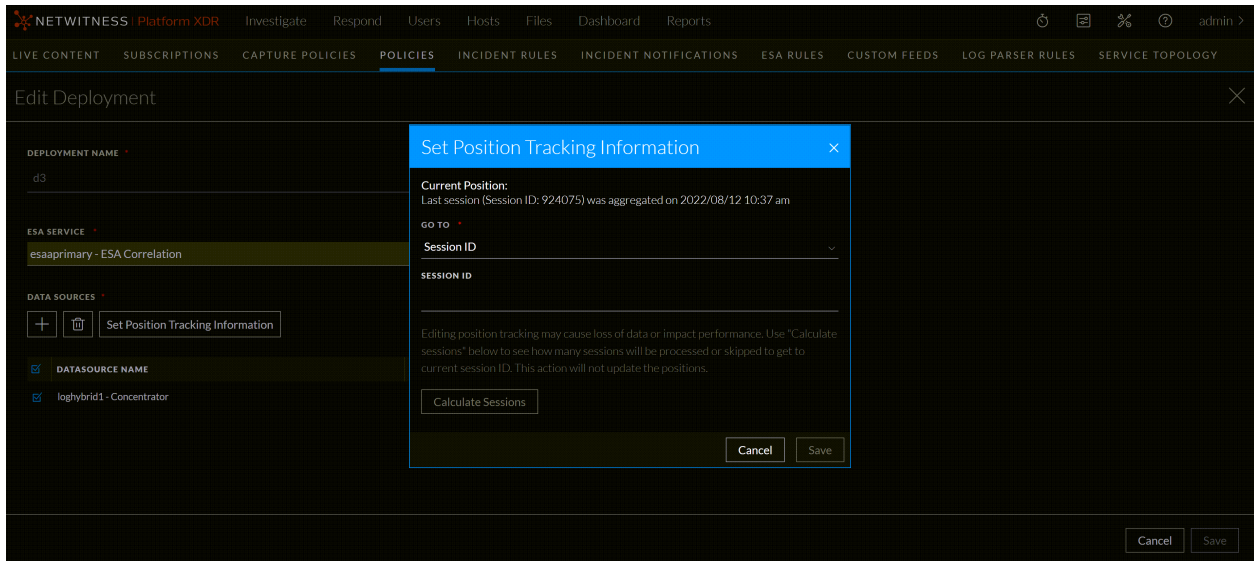 NETWITNESS | Platform XDR Investigate Respond Users Hosts Files Dashboard Reports admin >
LIVE CONTENT SUBSCRIPTIONS CAPTURE POLICIES POLICIES INCIDENT RULES INCIDENT NOTIFICATIONS ESA RULES CUSTOM FEEDS LOG PARSER RULES SERVICE TOPOLOGY
Edit Deployment
DEPLOYMENT NAME *
d3
ESA SERVICE *
esaaprimary - ESA Correlation
DATA SOURCES *
Set Position Tracking Information
DATASOURCE NAME
loghybrid1 - Concentrator
Set Position Tracking Information
Current Position:
Last session (Session ID: 924075) was aggregated on 2022/08/12 10:37 am
GO TO *
Session ID
SESSION ID
Editing position tracking may cause loss of data or impact performance. Use "Calculate
sessions" below to see how many sessions will be processed or skipped to get to
current session ID. This action will not update the positions.
Calculate Sessions
Cancel Save
Cancel Save